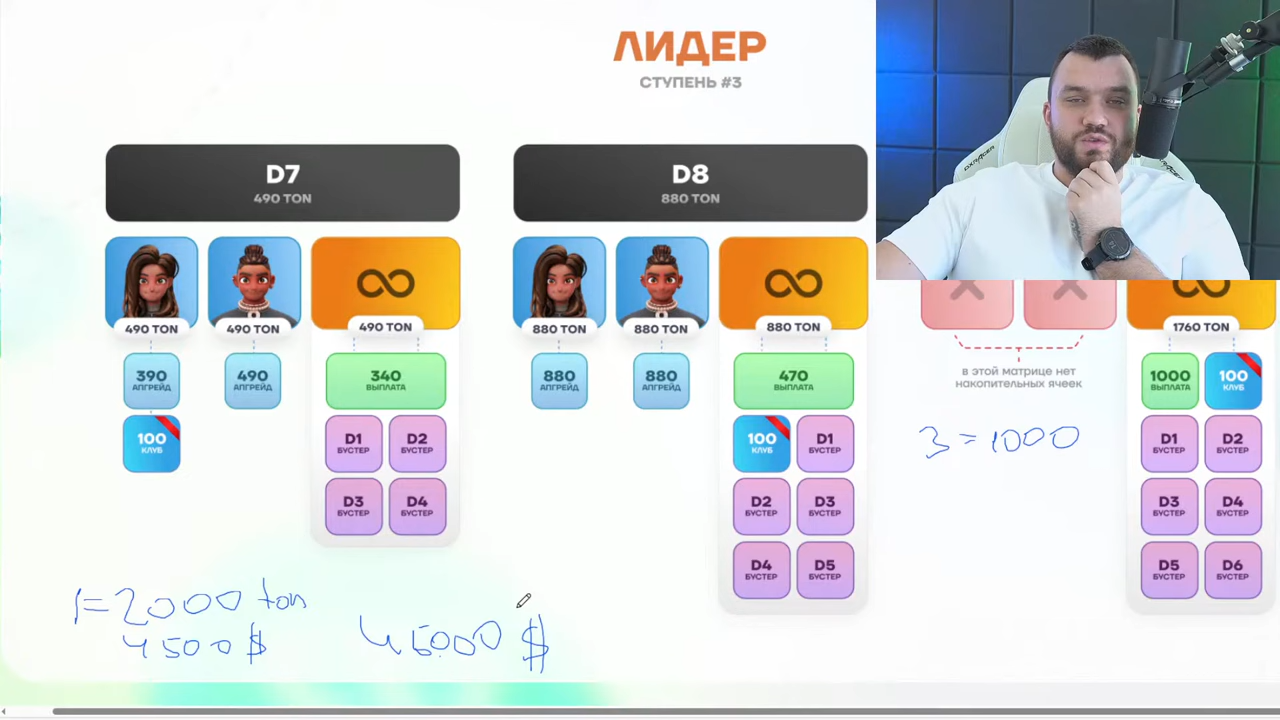 ЛИДЕР
СТУПЕНЬ #3
D7
490 TON
490 TON
490 TON
490 TON
390
АПГРЕЙД
490
АПГРЕЙД
340
ВЫПЛАТА
100
КЛУБ
D1
БУСТЕР
D2
БУСТЕР
D3
БУСТЕР
D4
БУСТЕР
D8
880 TON
880 TON
880 TON
880 TON
880
АПГРЕЙД
880
АПГРЕЙД
470
ВЫПЛАТА
100
КЛУБ
D1
БУСТЕР
D2
БУСТЕР
D3
БУСТЕР
D4
БУСТЕР
D5
БУСТЕР
1760 TON
в этой матрице нет
накопительных ячеек
1000
ВЫПЛАТА
100
КЛУБ
D1
БУСТЕР
D2
БУСТЕР
D3
БУСТЕР
D4
БУСТЕР
D5
БУСТЕР
D6
БУСТЕР
3 = 1000
1=2000 ton
4500$
45000 $